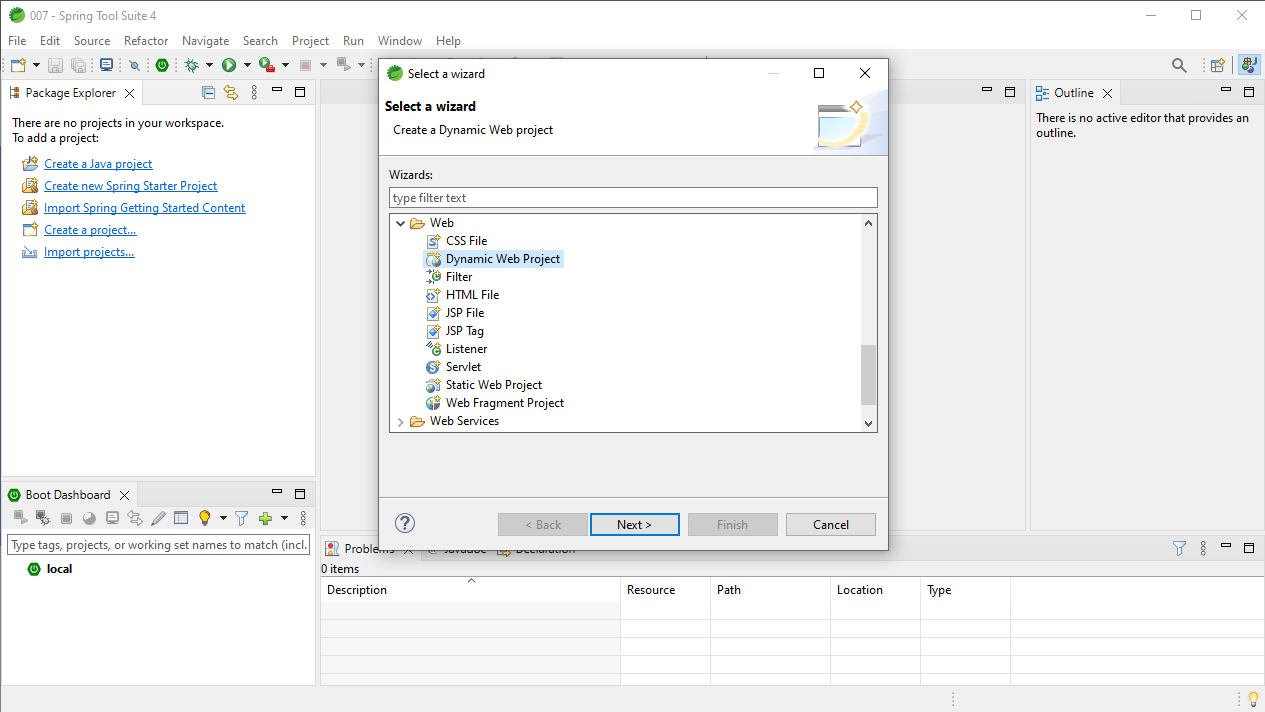 007 - Spring Tool Suite 4
File Edit Source Refactor Navigate Search Project Run Window Help
Package Explorer
There are no projects in your workspace.
To add a project:
Create a Java project
Create new Spring Starter Project
Import Spring Getting Started Content
Create a project...
Import projects...
Boot Dashboard
Type tags, projects, or working set names to match (incl.
local
Select a wizard
Select a wizard
Create a Dynamic Web project
Wizards:
type filter text
Web
CSS File
Dynamic Web Project
Filter
HTML File
JSP File
JSP Tag
Listener
Servlet
Static Web Project
Web Fragment Project
Web Services
< Back Next > Finish Cancel
Outline
There is no active editor that provides an
outline.
Problems Javadoc Declaration
0 items
Description Resource Path Location Type